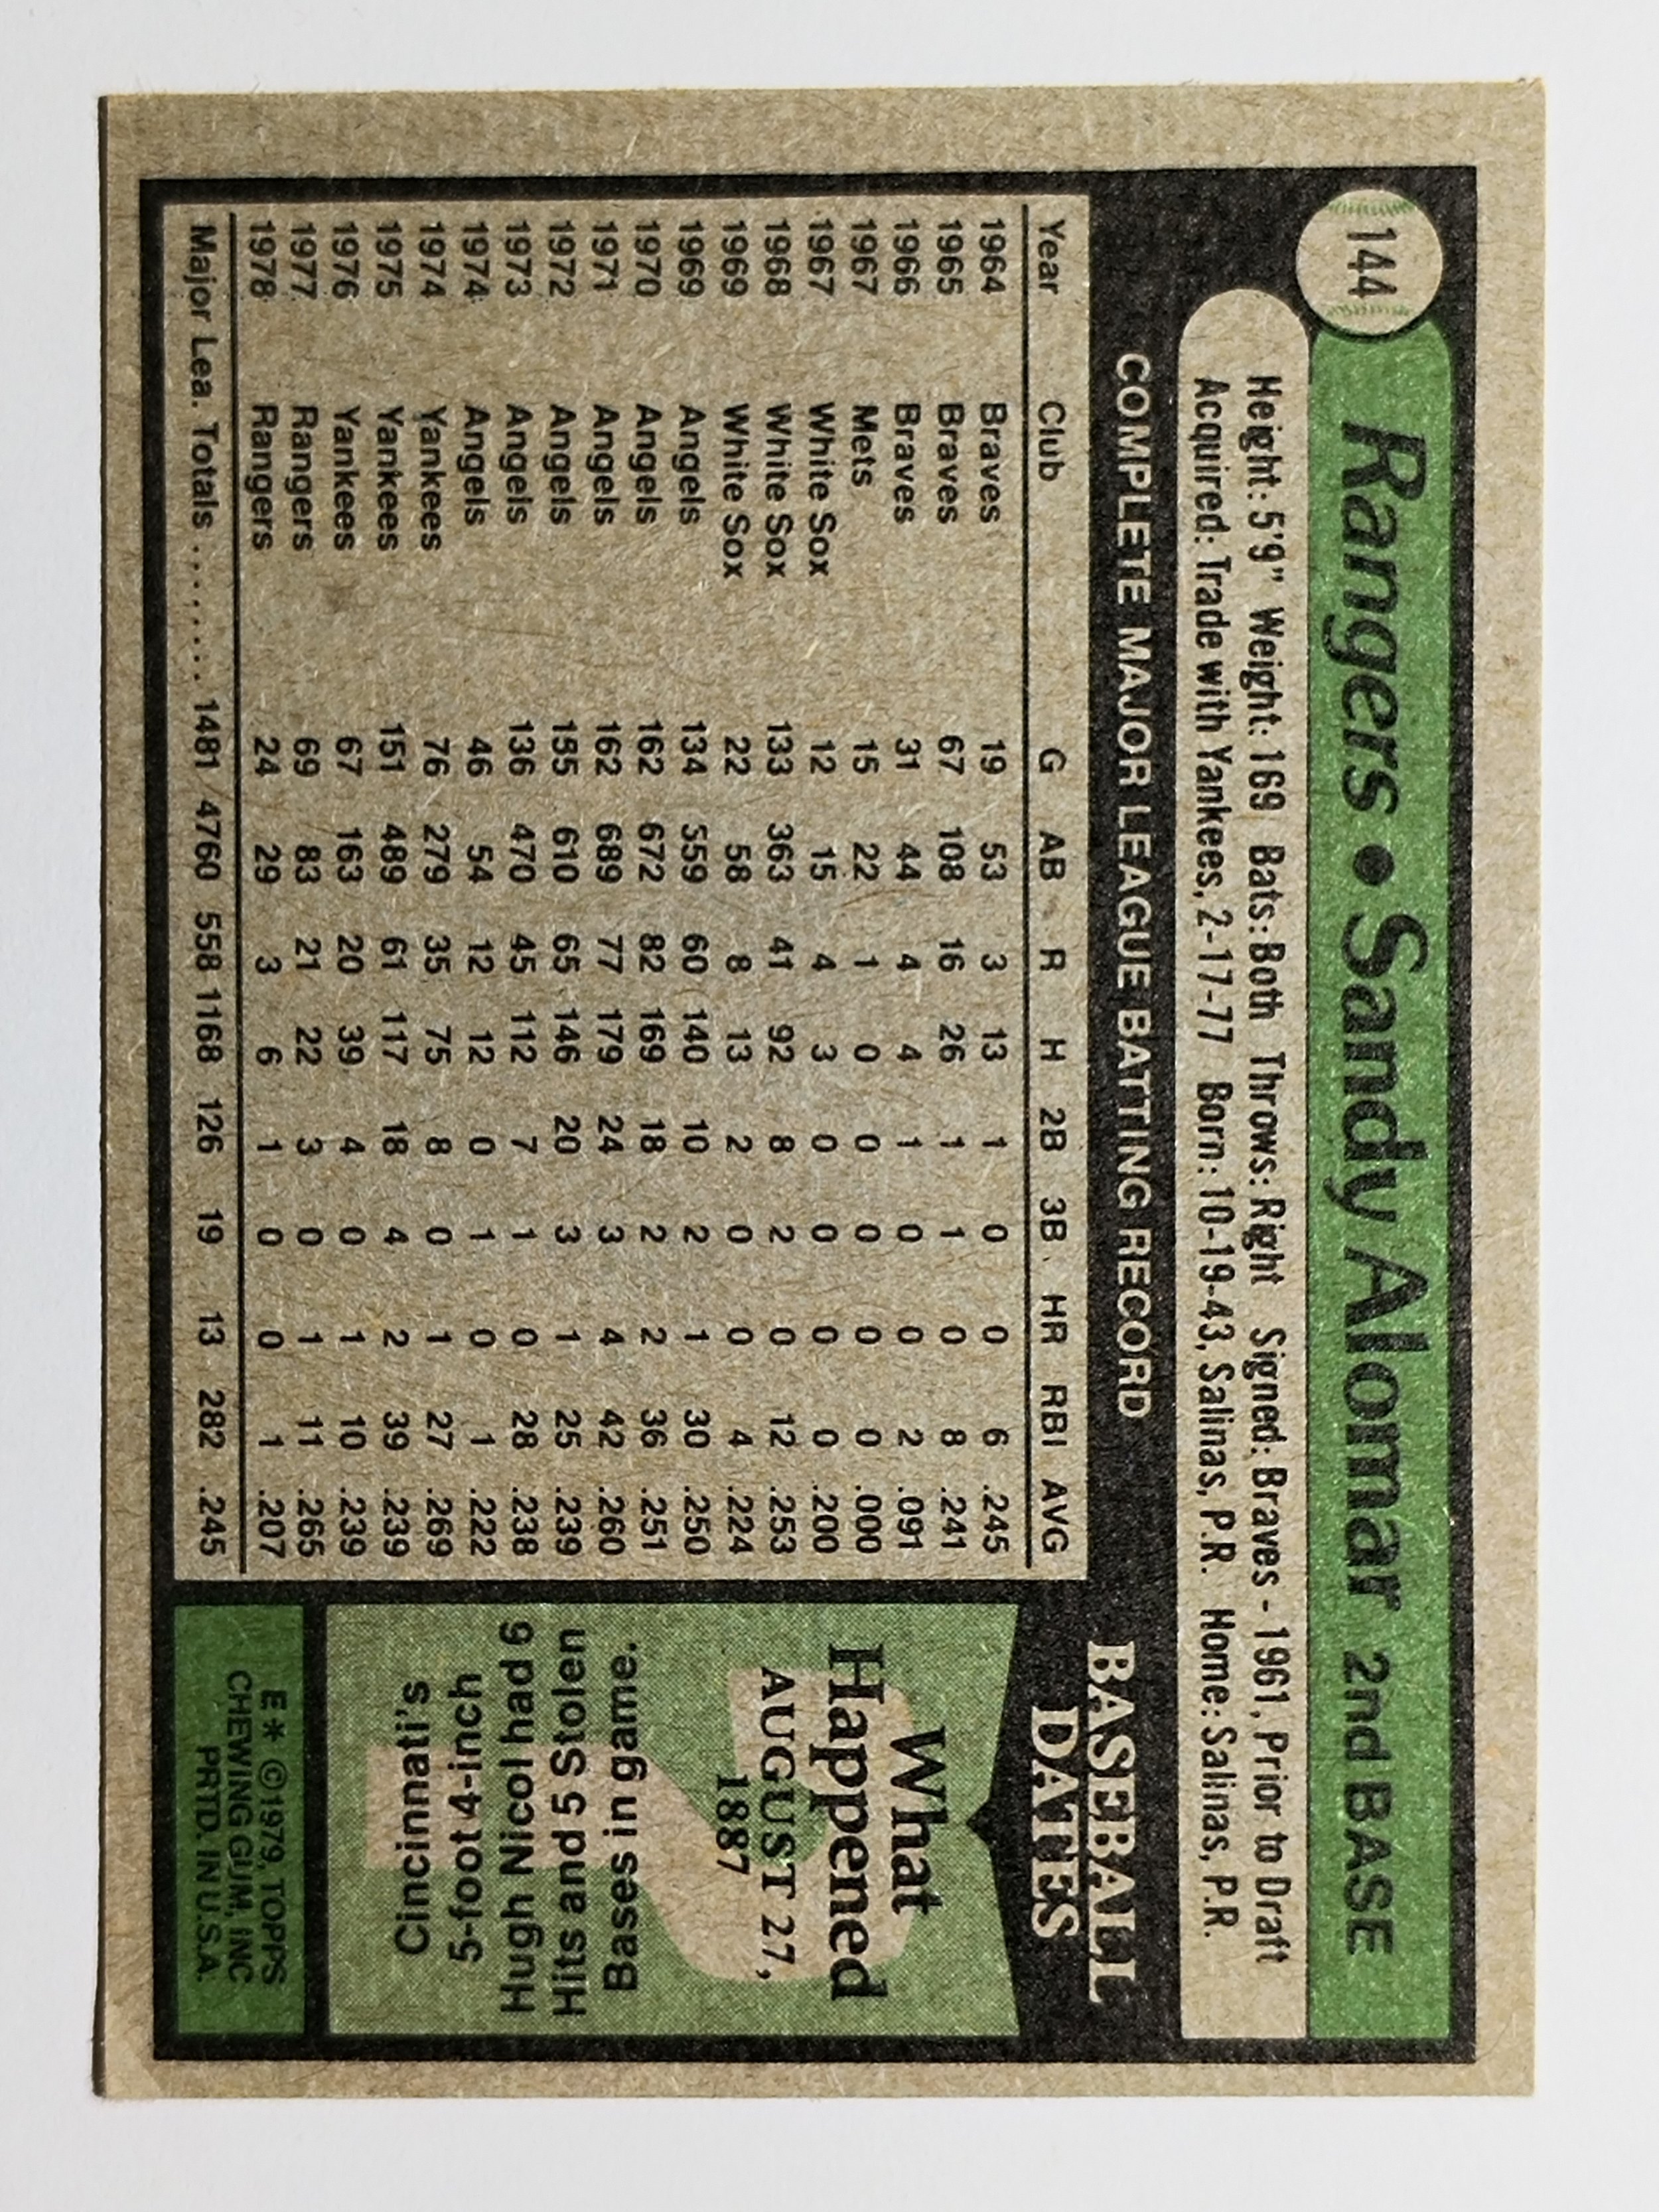 144
Rangers • Sandy Alomar 2nd BASE
Height: 5'9" Weight: 169 Bats: Both Throws: Right Signed: Braves - 1961, Prior to Draft
Acquired: Trade with Yankees, 2-17-77 Born: 10-19-43, Salinas, P.R. Home: Salinas, P.R.
COMPLETE MAJOR LEAGUE BATTING RECORD
Year Club G AB R H 2B 3B HR RBI AVG
1964 Braves 19 53 3 13 1 0 0 6 .245
1965 Braves 67 108 16 26 1 1 0 8 .241
1966 Braves 31 44 4 4 1 0 0 2 .091
1967 Mets 15 22 1 0 0 0 0 0 .000
1967 White Sox 12 15 4 3 0 0 0 0 .200
1968 White Sox 133 363 41 92 8 2 0 12 .253
1969 White Sox 22 58 8 13 2 0 0 4 .224
1969 Angels 134 559 60 140 10 2 1 30 .250
1970 Angels 162 672 82 169 18 2 2 36 .251
1971 Angels 162 689 77 179 24 3 4 42 .260
1972 Angels 155 610 65 146 20 3 1 25 .239
1973 Angels 136 470 45 112 7 1 0 28 .238
1974 Angels 46 54 12 12 0 1 0 1 .222
1974 Yankees 76 279 35 75 8 0 1 27 .269
1975 Yankees 151 489 61 117 18 4 2 39 .239
1976 Yankees 67 163 20 39 4 0 1 10 .239
1977 Rangers 69 83 21 22 3 0 1 11 .265
1978 Rangers 24 29 3 6 1 0 0 1 .207
Major Lea. Totals ........ 1481 4760 558 1168 126 19 13 282 .245
BASEBALL
DATES
What
Happened
AUGUST 27,
1887
Cincinnati's
5-foot 4-inch
Hugh Nicol had 6
Hits and 5 Stolen
Bases in game.
E* ©1979, TOPPS
CHEWING GUM, INC
PRTD. IN U.S.A.